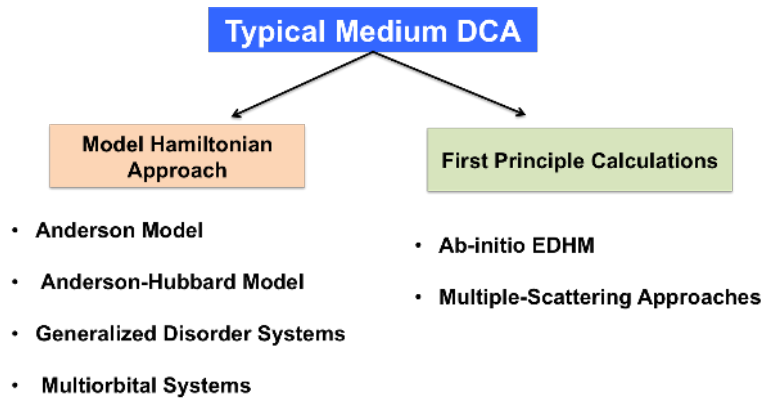 Typical Medium DCA
Model Hamiltonian
Approach
First Principle Calculations
• Anderson Model
• Anderson-Hubbard Model
• Generalized Disorder Systems
• Multiorbital Systems
• Ab-initio EDHM
• Multiple-Scattering Approaches